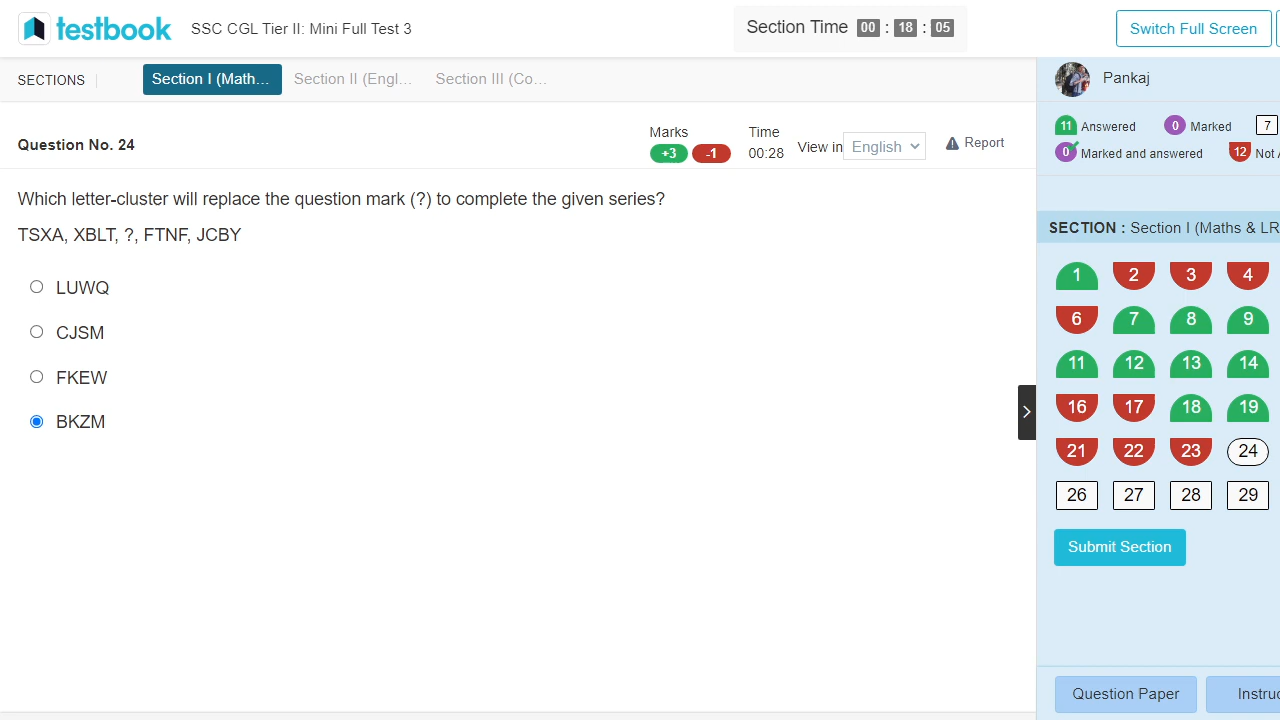 testbook SSC CGL Tier II: Mini Full Test 3 Section Time 00 : 18 : 05 Switch Full Screen
SECTIONS Section I (Math... Section II (Engl... Section III (Co...
Pankaj
Question No. 24
Marks
+3 -1
Time
00:28
View in English
Report
11 Answered 0 Marked 7
0 Marked and answered 12 Not
Which letter-cluster will replace the question mark (?) to complete the given series?
TSXA, XBLT, ?, FTNF, JCBY
LUWQ
CJSM
FKEW
BKZM
SECTION : Section I (Maths & LR
1 2 3 4
6 7 8 9
11 12 13 14
16 17 18 19
21 22 23 24
26 27 28 29
Submit Section
Question Paper